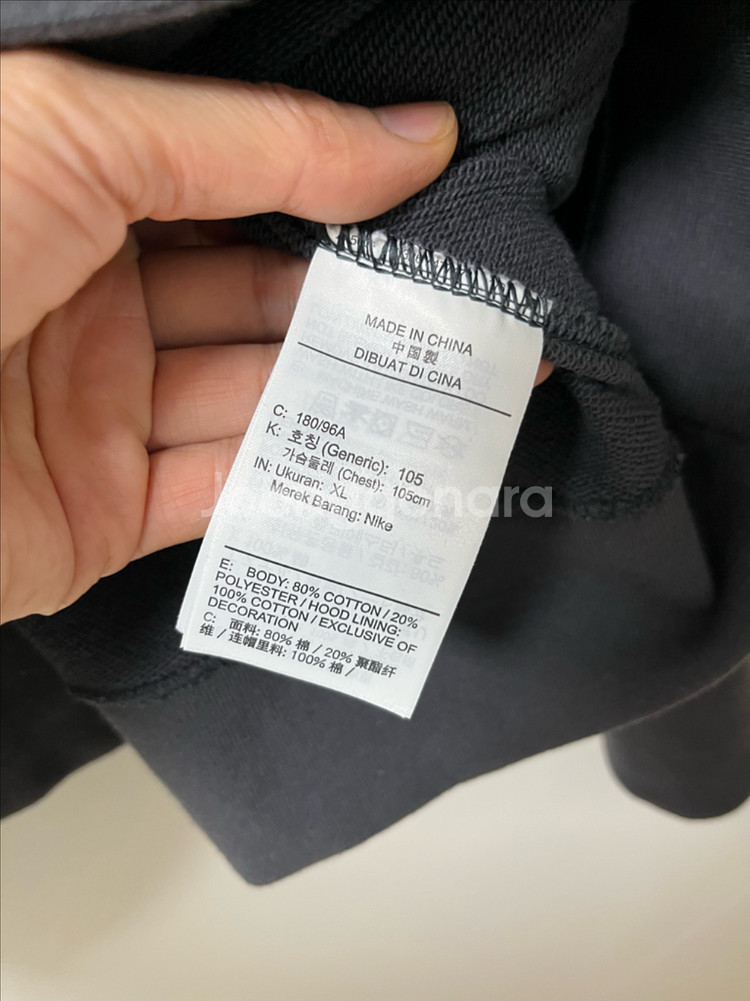 MADE IN CHINA
中国製
DIBUAT DI CINA
C: 180/96A
K: 호칭 (Generic): 105
가슴둘레 (Chest): 105cm
IN: Ukuran: XL
Merek Barang: Nike
E: BODY: 80% COTTON / 20%
POLYESTER / HOOD LINING:
100% COTTON / EXCLUSIVE OF
DECORATION
C: 面料: 80% 棉 / 20% 聚酯纤
维 / 连帽里料: 100% 棉 /